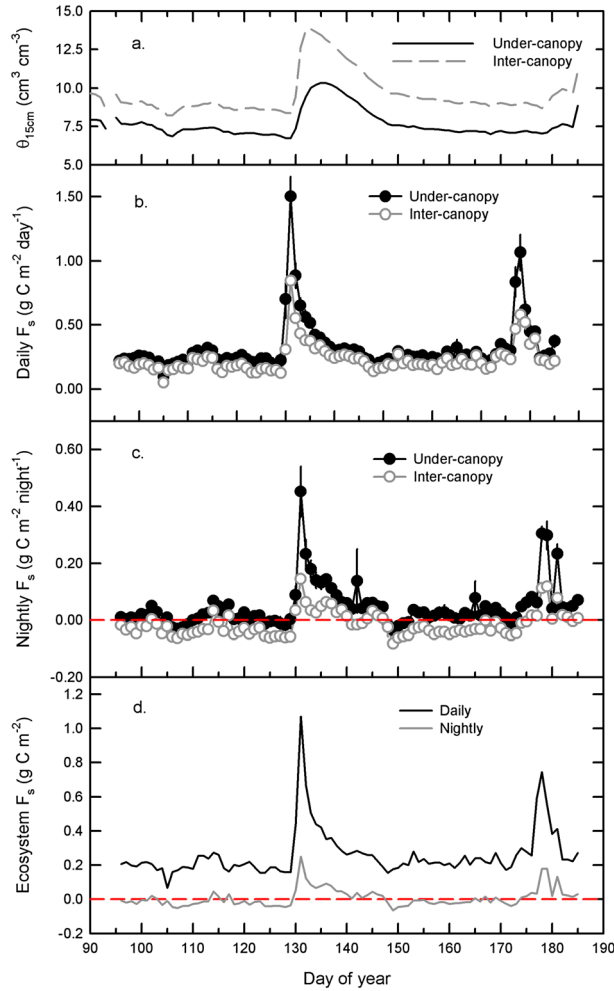 15.0
a.
12.5
Under-canopy
10.0
Inter-canopy
7.5
5.0
θ15cm (cm3 cm-3)
b.
1.50
Under-canopy
Inter-canopy
1.00
0.50
0.00
Daily Fs (g C m-2 day-1)
c.
0.60
Under-canopy
Inter-canopy
0.40
0.20
0.00
-0.20
Nightly Fs (g C m-2 night-1)
d.
1.2
Daily
Nightly
1.0
0.8
0.6
0.4
0.2
0.0
0.2
Ecosystem Fs (g C m-2)
90 100 110 120 130 140 150 160 170 180 190
Day of year